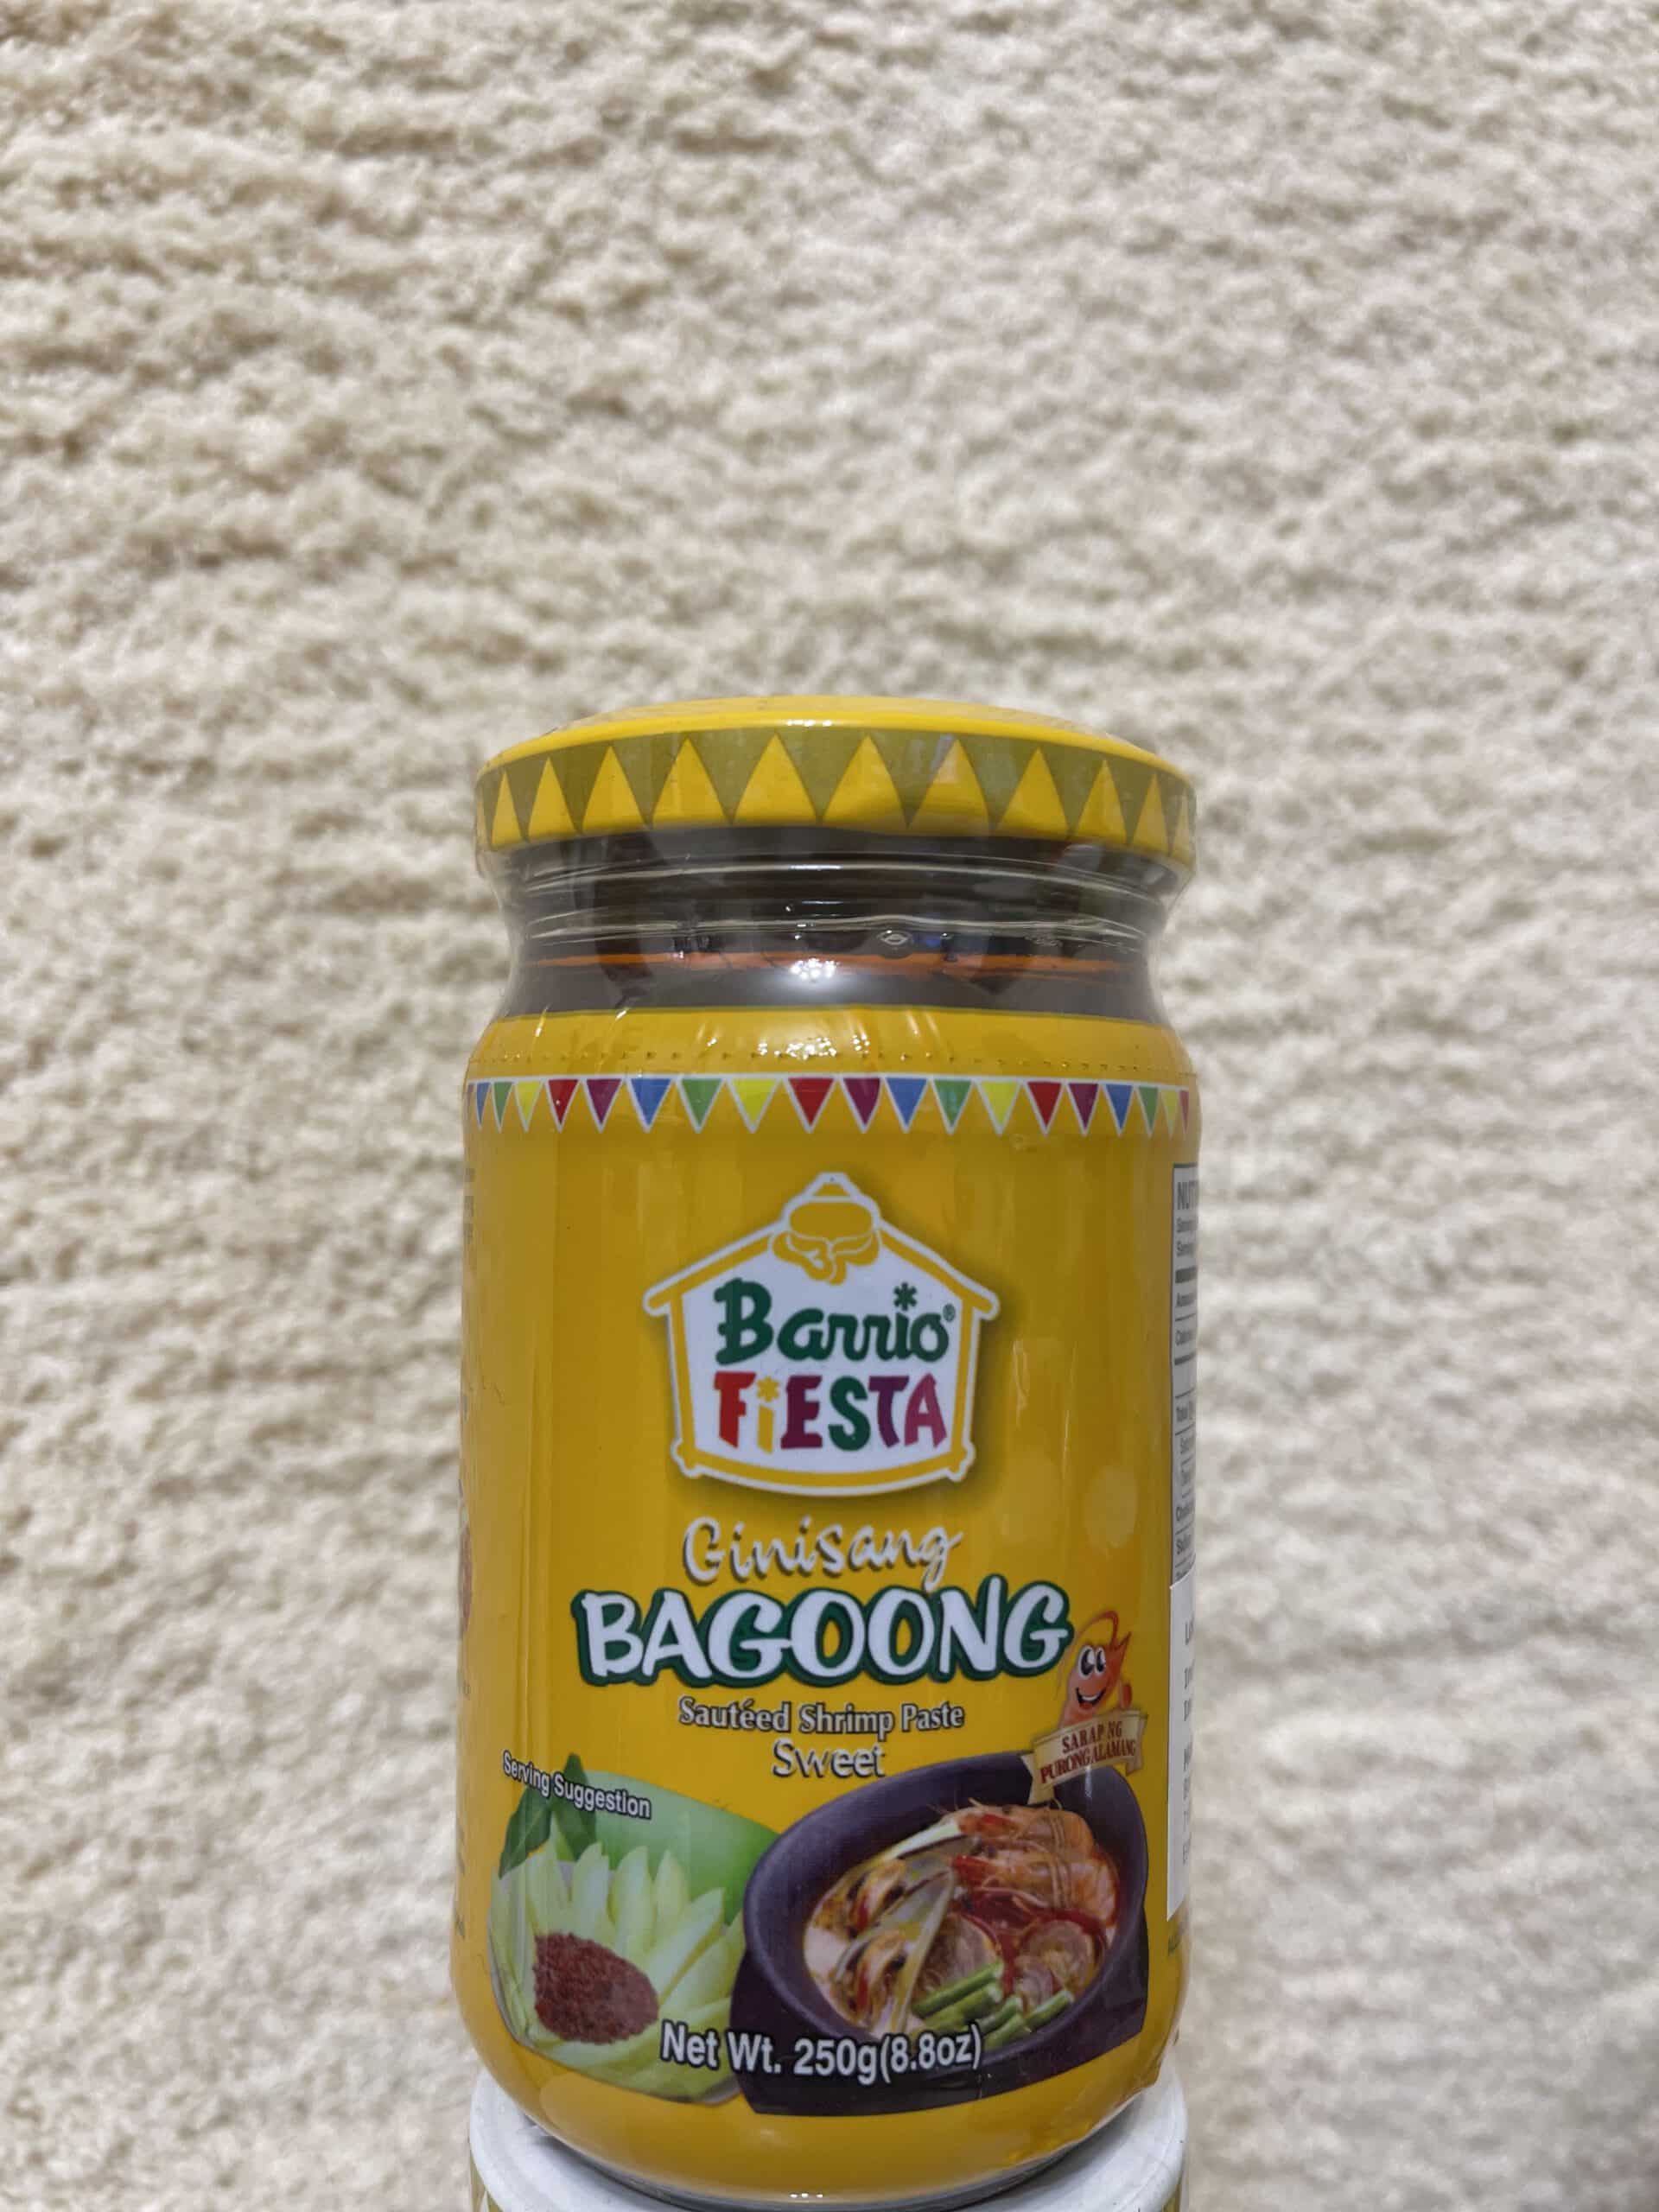 Barrio®
FiESTA
Ginisang
BAGOONG
Sautéed Shrimp Paste
Sweet
SARAP NG
PURONG ALAMANG
Serving Suggestion
Net Wt. 250g(8.8oz)